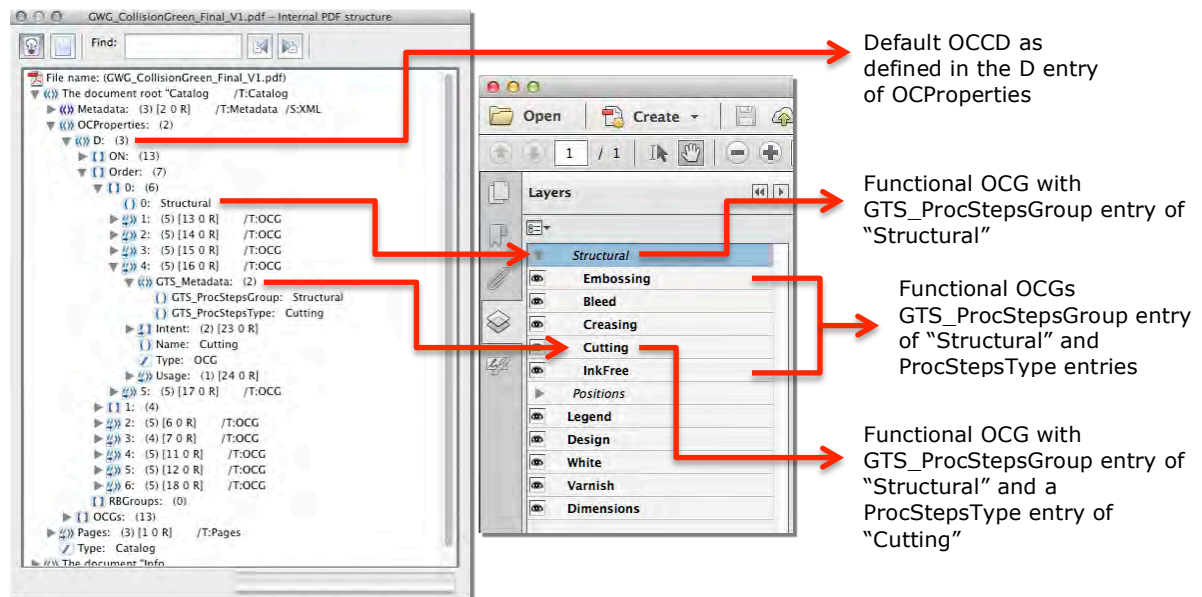 GWG_CollisionGreen_Final_V1.pdf – Internal PDF structure
Find:
File name: (GWG_CollisionGreen_Final_V1.pdf)
The document root "Catalog /T:Catalog
Metadata: (3) [2 0 R] /T:Metadata /S:XML
OCProperties: (2)
D: (3)
ON: (13)
Order: (7)
0: (6)
0: Structural
1: (5) [13 0 R] /T:OCG
2: (5) [14 0 R] /T:OCG
3: (5) [15 0 R] /T:OCG
4: (5) [16 0 R] /T:OCG
GTS_Metadata: (2)
GTS_ProcStepsGroup: Structural
GTS_ProcStepsType: Cutting
Intent: (2) [23 0 R]
Name: Cutting
Type: OCG
Usage: (1) [24 0 R]
5: (5) [17 0 R] /T:OCG
1: (4)
2: (5) [6 0 R] /T:OCG
3: (4) [7 0 R] /T:OCG
4: (5) [11 0 R] /T:OCG
5: (5) [12 0 R] /T:OCG
6: (5) [18 0 R] /T:OCG
RBGroups: (0)
OCGs: (13)
Pages: (3) [1 0 R] /T:Pages
Type: Catalog
The document "Info
Open Create
1 / 1
Layers
Structural
Embossing
Bleed
Creasing
Cutting
InkFree
Positions
Legend
Design
White
Varnish
Dimensions
Default OCCD as
defined in the D entry
of OCProperties
Functional OCG with
GTS_ProcStepsGroup entry of
“Structural”
Functional OCGs
GTS_ProcStepsGroup entry
of “Structural” and
ProcStepsType entries
Functional OCG with
GTS_ProcStepsGroup entry of
“Structural” and a
ProcStepsType entry of
“Cutting”